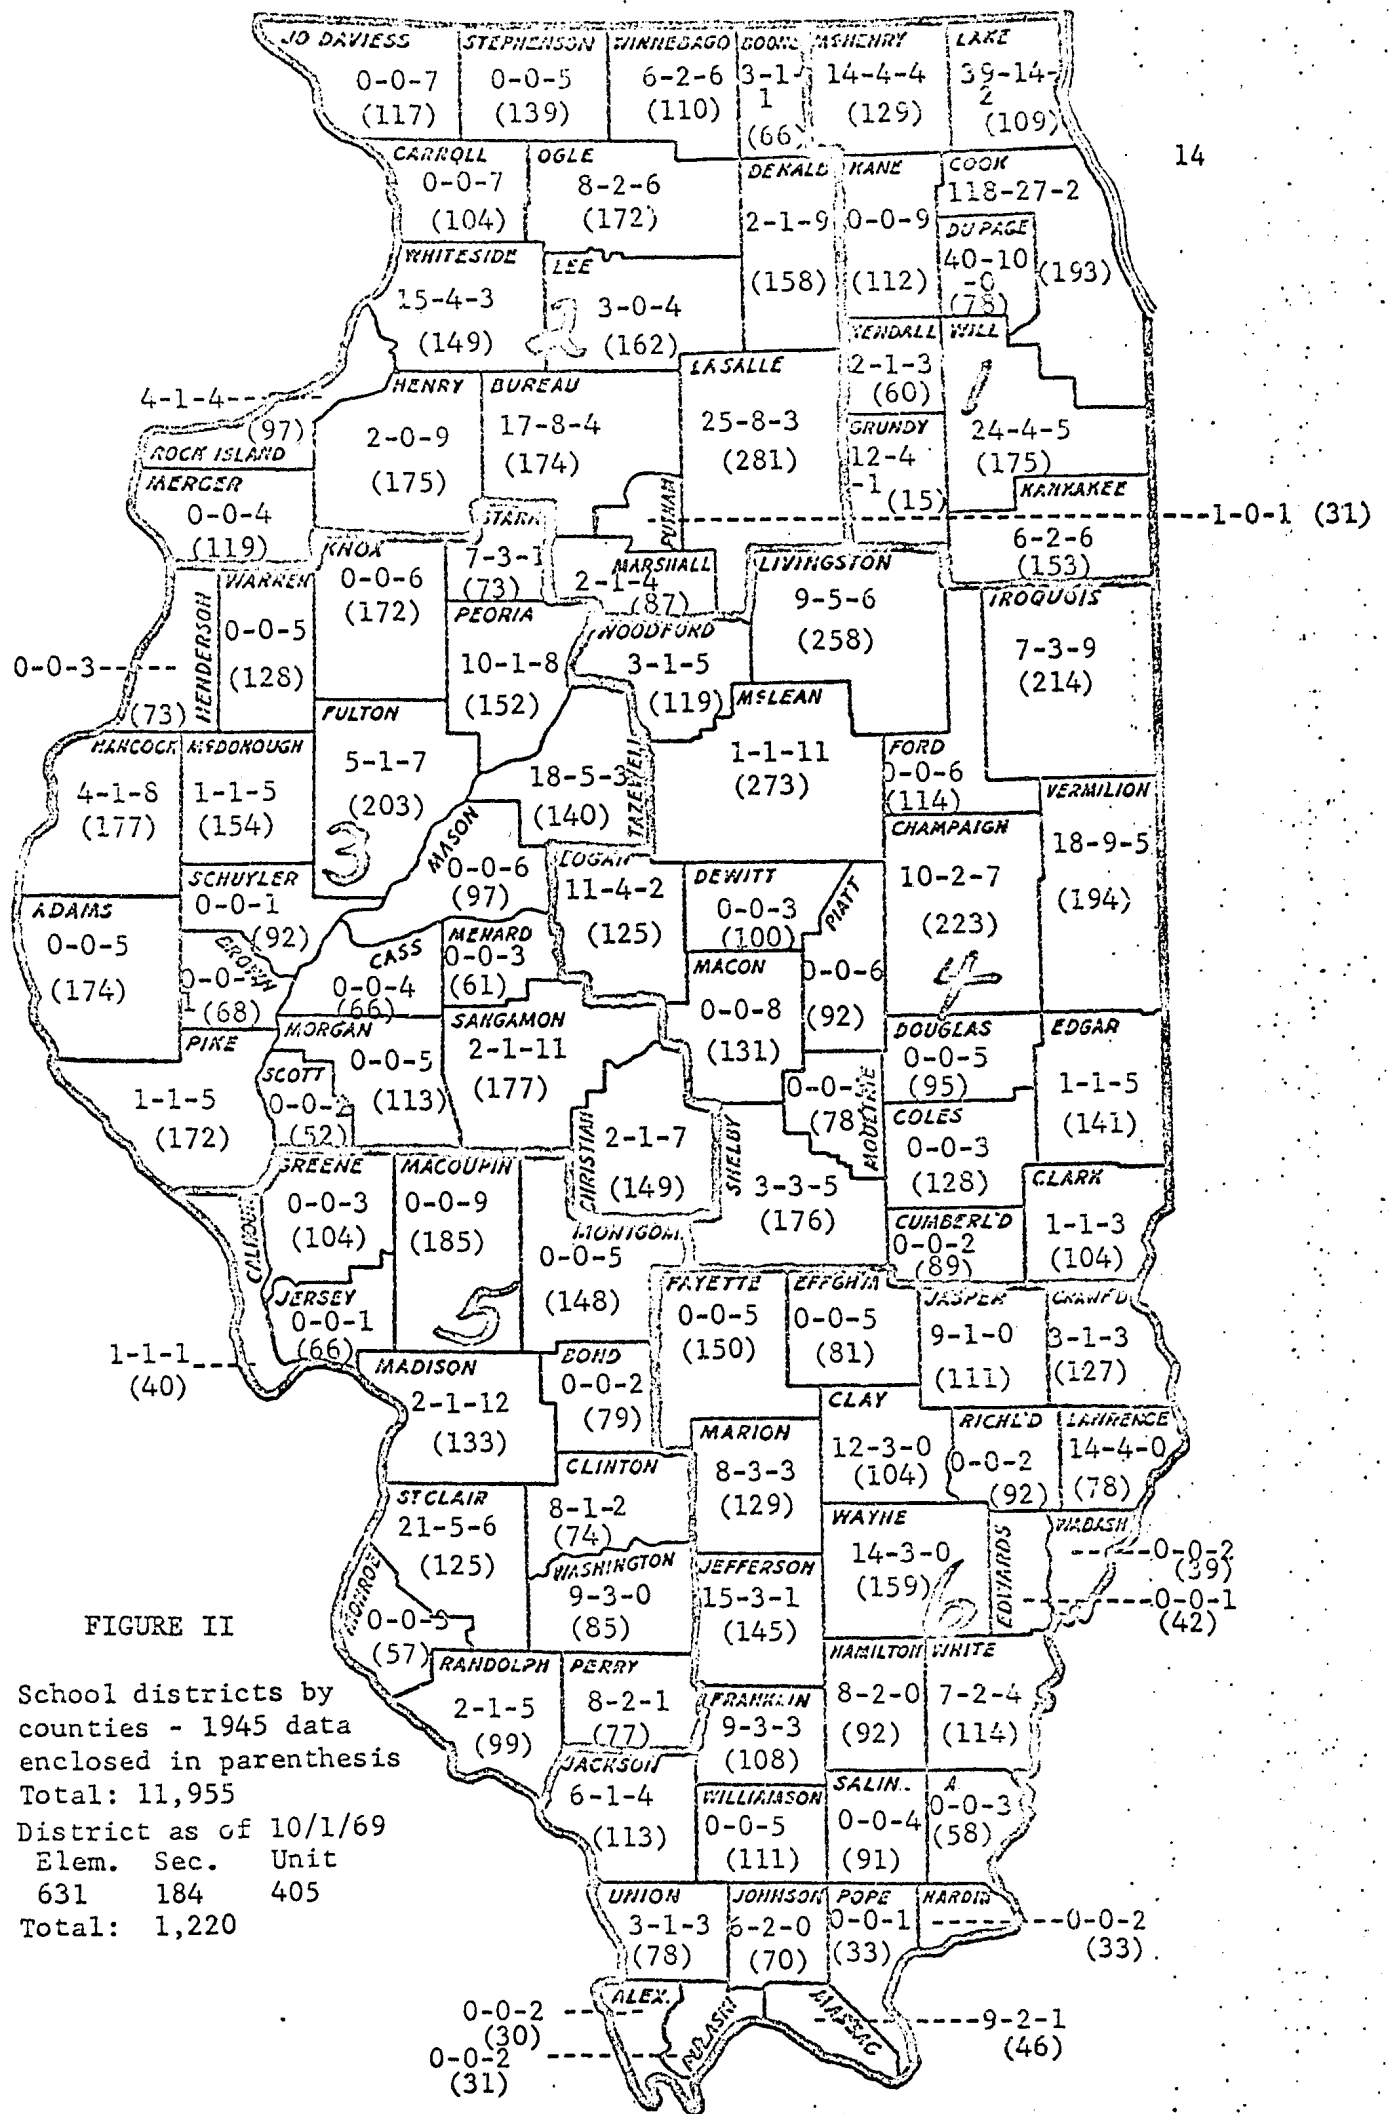 JO DAVIESS
0-0-7
(117)
STEPHENSON
0-0-5
(139)
WINNEBAGO
6-2-6
(110)
BOONE
3-1-
1
(66)
McHENRY
14-4-4
(129)
LAKE
39-14-
2
(109)
14
CARROLL
0-0-7
(104)
OGLE
8-2-6
(172)
DEKALB
2-1-9
(158)
KANE
0-0-9
(112)
COOK
118-27-2
(193)
DUPAGE
40-10
-0
(78)
WHITESIDE
15-4-3
(149)
LEE
3-0-4
(162)
2
KENDALL
2-1-3
(60)
WILL
1
24-4-5
(175)
4-1-4
(97)
ROCK ISLAND
HENRY
2-0-9
(175)
BUREAU
17-8-4
(174)
LASALLE
25-8-3
(281)
GRUNDY
12-4
-1
(15)
KANKAKEE
6-2-6
(153)
MERCER
0-0-4
(119)
PUTNAM
1-0-1 (31)
STARK
7-3-1
(73)
MARSHALL
2-1-4
(87)
LIVINGSTON
9-5-6
(258)
IROQUOIS
7-3-9
(214)
KNOX
0-0-6
(172)
WARREN
0-0-5
(128)
HENDERSON
0-0-3
(73)
PEORIA
10-1-8
(152)
WOODFORD
3-1-5
(119)
McLEAN
1-1-11
(273)
FORD
0-0-6
(114)
VERMILION
18-9-5
(194)
HANCOCK
4-1-8
(177)
McDONOUGH
1-1-5
(154)
FULTON
5-1-7
(203)
3
TAZEWELL
18-5-3
(140)
MASON
0-0-6
(97)
LOGAN
11-4-2
(125)
DEWITT
0-0-3
(100)
PIATT
0-0-6
(92)
CHAMPAIGN
10-2-7
(223)
4
ADAMS
0-0-5
(174)
SCHUYLER
0-0-1
(92)
BROWN
0-0-
1
(68)
CASS
0-0-4
(66)
MENARD
0-0-3
(61)
MACON
0-0-8
(131)
DOUGLAS
0-0-5
(95)
EDGAR
1-1-5
(141)
PIKE
1-1-5
(172)
MORGAN
0-0-5
(113)
SCOTT
0-0-2
(52)
SANGAMON
2-1-11
(177)
CHRISTIAN
2-1-7
(149)
MOULTRIE
0-0-
(78)
SHELBY
3-3-5
(176)
COLES
0-0-3
(128)
CLARK
1-1-3
(104)
CUMBERL'D
0-0-2
(89)
GREENE
0-0-3
(104)
MACOUPIN
0-0-9
(185)
5
MONTGOM.
0-0-5
(148)
CALHOUN
1-1-1
(40)
JERSEY
0-0-1
(66)
FAYETTE
0-0-5
(150)
EFFGHM
0-0-5
(81)
JASPER
9-1-0
(111)
CRAWF'D
3-1-3
(127)
MADISON
2-1-12
(133)
BOND
0-0-2
(79)
CLAY
12-3-0
(104)
RICHL'D
0-0-2
(92)
LAWRENCE
14-4-0
(78)
MARION
8-3-3
(129)
CLINTON
8-1-2
(74)
ST CLAIR
21-5-6
(125)
WAYNE
14-3-0
(159)
6
EDWARDS
0-0-1
(42)
WABASH
0-0-2
(39)
WASHINGTON
9-3-0
(85)
JEFFERSON
15-3-1
(145)
MONROE
0-0-3
(57)
RANDOLPH
2-1-5
(99)
PERRY
8-2-1
(77)
HAMILTON
8-2-0
(92)
WHITE
7-2-4
(114)
FRANKLIN
9-3-3
(108)
JACKSON
6-1-4
(113)
WILLIAMSON
0-0-5
(111)
SALIN.
0-0-4
(91)
A
0-0-3
(58)
UNION
3-1-3
(78)
JOHNSON
6-2-0
(70)
POPE
0-0-1
(33)
HARDIN
0-0-2
(33)
ALEX.
0-0-2
(30)
PULASKI
0-0-2
(31)
MASSAC
9-2-1
(46)
FIGURE II
School districts by
counties - 1945 data
enclosed in parenthesis
Total: 11,955
District as of 10/1/69
Elem. Sec. Unit
631 184 405
Total: 1,220